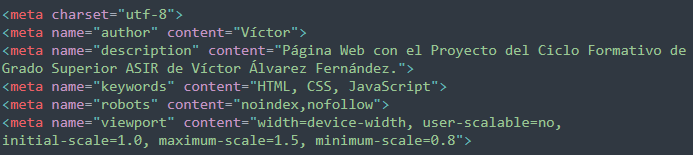 <meta charset="utf-8">
<meta name="author" content="Víctor">
<meta name="description" content="Página Web con el Proyecto del Ciclo Formativo de
Grado Superior ASIR de Víctor Álvarez Fernández.">
<meta name="keywords" content="HTML, CSS, JavaScript">
<meta name="robots" content="noindex,nofollow">
<meta name="viewport" content="width=device-width, user-scalable=no,
initial-scale=1.0, maximum-scale=1.5, minimum-scale=0.8">